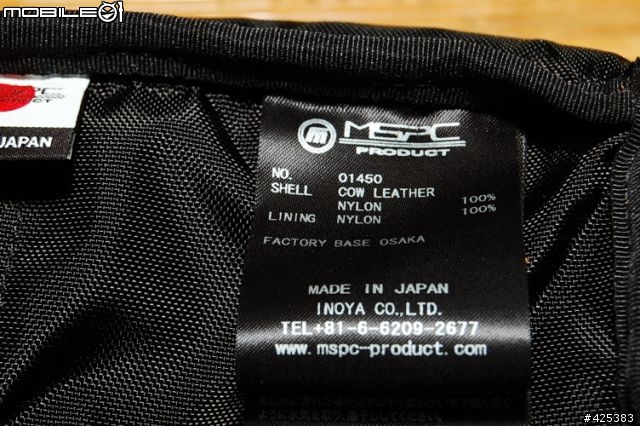 MOBILE01
JAPAN
m MSPC
PRODUCT
NO. 01450
SHELL COW LEATHER
NYLON 100%
LINING NYLON 100%
FACTORY BASE OSAKA
MADE IN JAPAN
INOYA CO.,LTD.
TEL+81-6-6209-2677
www.mspc-product.com
#425383